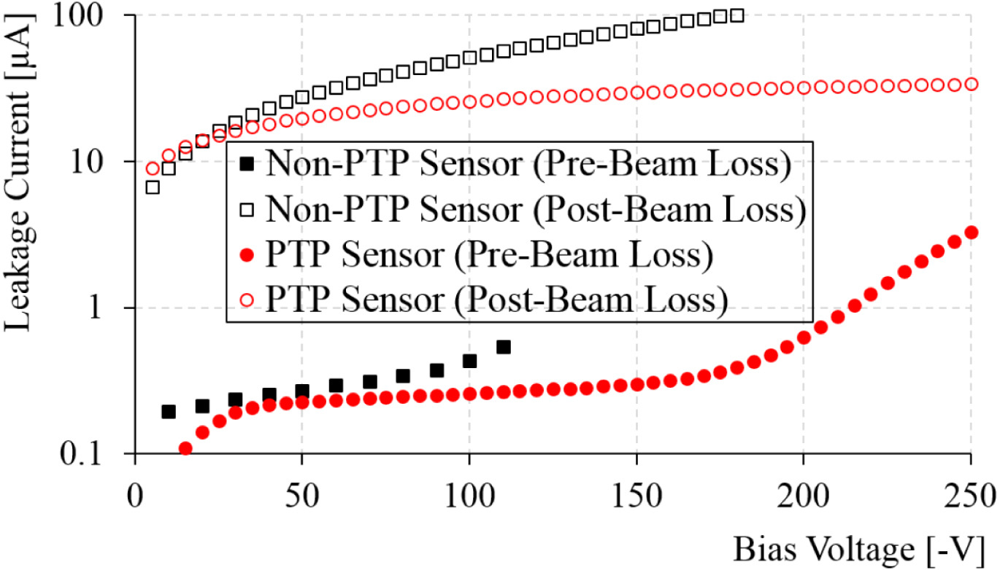 Leakage Current [μA]
100
10
1
0.1
Non-PTP Sensor (Pre-Beam Loss)
Non-PTP Sensor (Post-Beam Loss)
PTP Sensor (Pre-Beam Loss)
PTP Sensor (Post-Beam Loss)
0 50 100 150 200 250
Bias Voltage [-V]